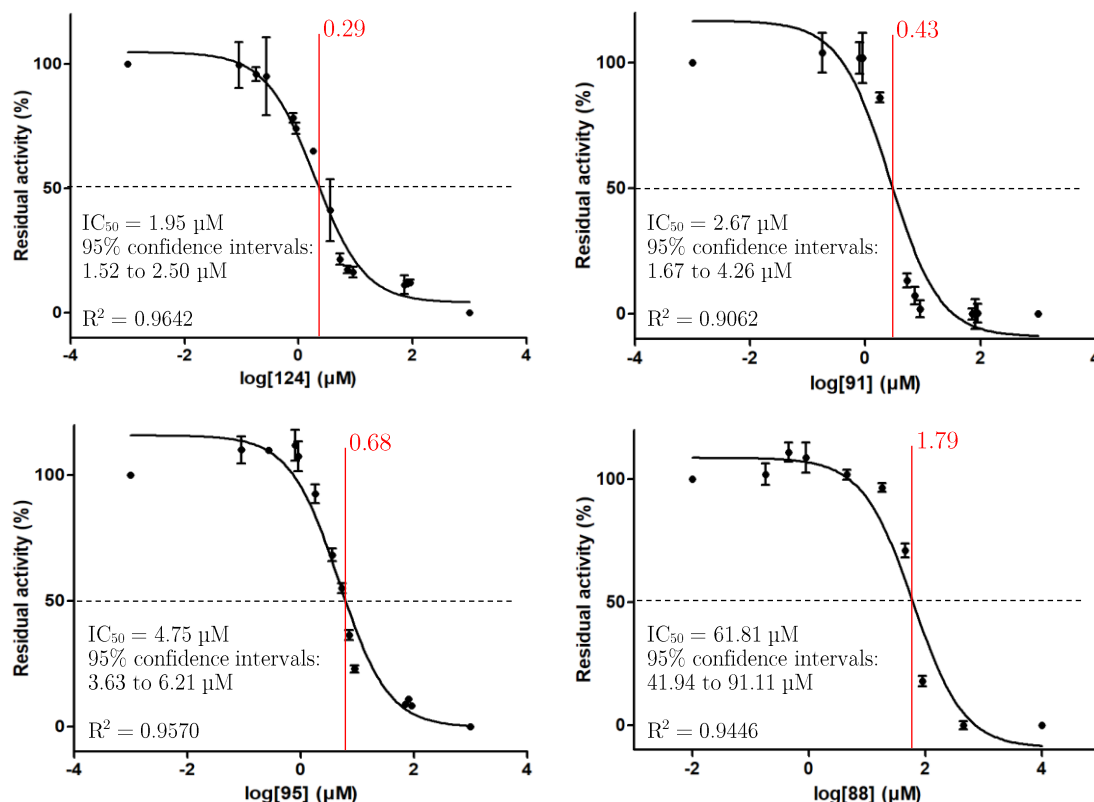 0.29
100
50
0
Residual activity (%)
IC₅₀ = 1.95 µM
95% confidence intervals:
1.52 to 2.50 µM
R² = 0.9642
-4
-2
0
2
4
log[124] (µM)
0.43
100
50
0
Residual activity (%)
IC₅₀ = 2.67 µM
95% confidence intervals:
1.67 to 4.26 µM
R² = 0.9062
-4
-2
0
2
4
log[91] (µM)
0.68
100
50
0
Residual activity (%)
IC₅₀ = 4.75 µM
95% confidence intervals:
3.63 to 6.21 µM
R² = 0.9570
-4
-2
0
2
4
log[95] (µM)
1.79
100
50
0
Residual activity (%)
IC₅₀ = 61.81 µM
95% confidence intervals:
41.94 to 91.11 µM
R² = 0.9446
-2
0
2
4
log[88] (µM)